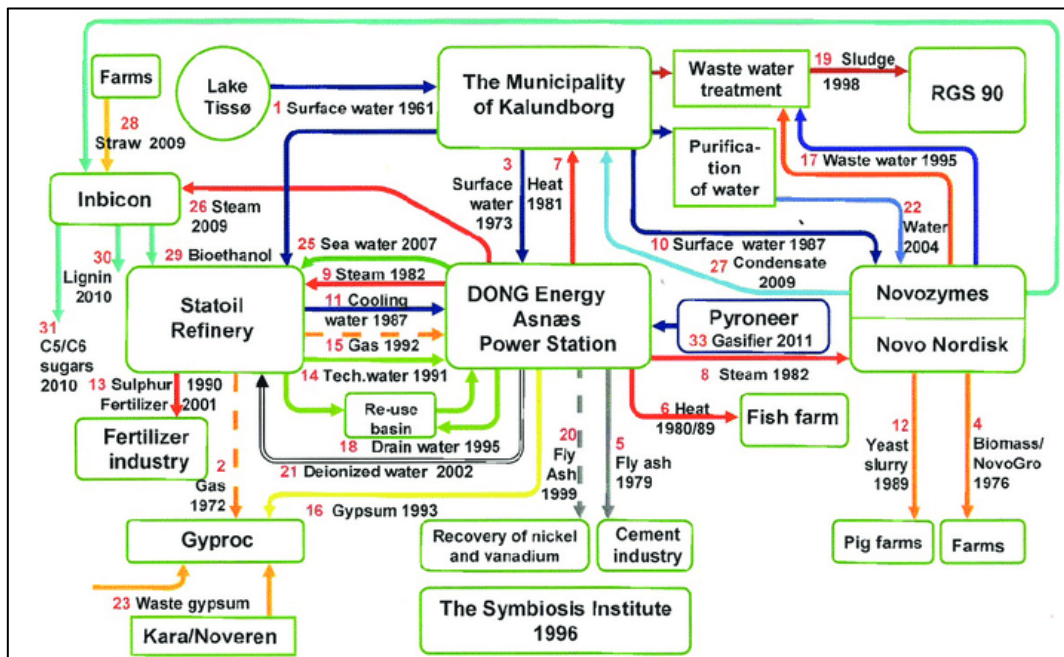 Farms
Lake
Tissø
The Municipality
of Kalundborg
Waste water
treatment
19 Sludge
1998
RGS 90
1 Surface water 1961
28
Straw 2009
Purifica-
tion
of water
17 Waste water 1995
3
Surface
water
1973
7
Heat
1981
Inbicon
26 Steam
2009
22
Water
2004
10 Surface water 1987
27 Condensate
2009
25 Sea water 2007
30
Lignin
2010
29 Bioethanol
9 Steam 1982
Statoil
Refinery
11 Cooling
water 1987
DONG Energy
Asnæs
Power Station
Pyroneer
33 Gasifier 2011
Novozymes
Novo Nordisk
15 Gas 1992
31
C5/C6
sugars
2010
14 Tech.water 1991
8 Steam 1982
13 Sulphur 1990
Fertilizer 2001
Re-use
basin
6 Heat
1980/89
Fish farm
Fertilizer
industry
18 Drain water 1995
21 Deionized water 2002
2
Gas
1972
20
Fly
Ash
1999
5
Fly ash
1979
12
Yeast
slurry
1989
4
Biomass/
NovoGro
1976
16 Gypsum 1993
Gyproc
Recovery of nickel
and vanadium
Cement
industry
Pig farms
Farms
23 Waste gypsum
Kara/Noveren
The Symbiosis Institute
1996